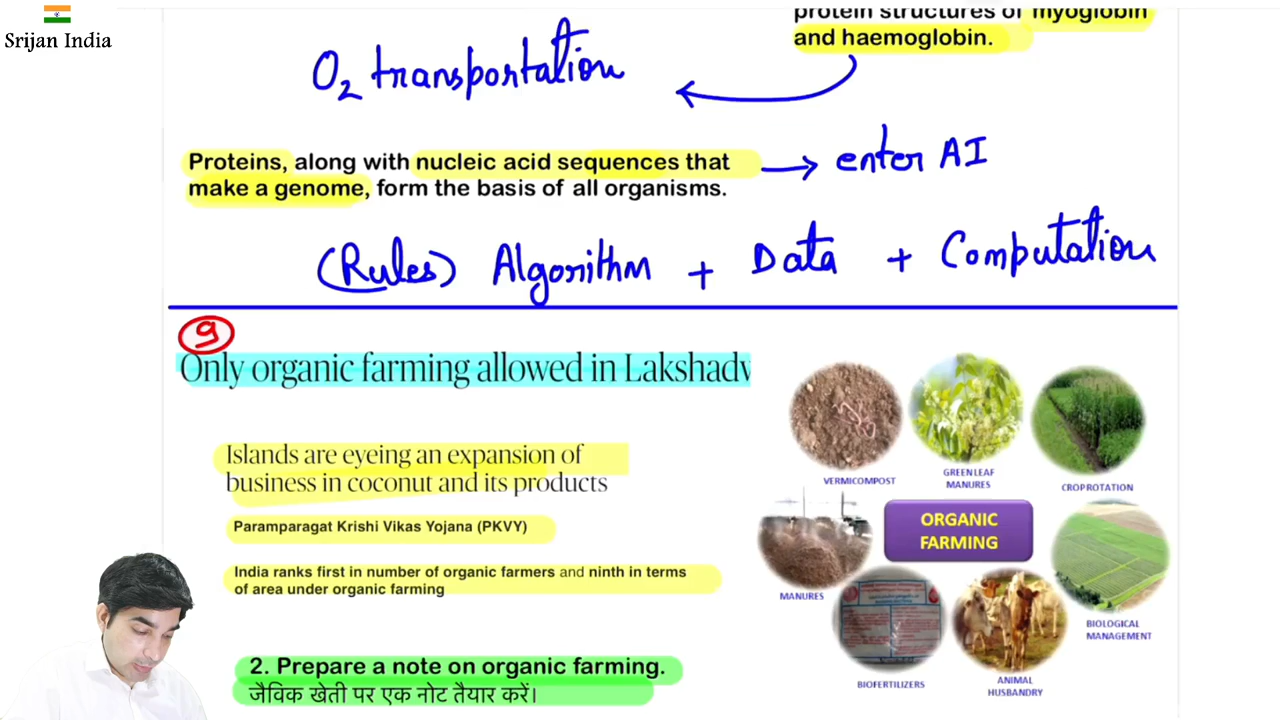 Srijan India
protein structures of myoglobin
and haemoglobin.
O2 transportation
Proteins, along with nucleic acid sequences that
make a genome, form the basis of all organisms.
enter AI
(Rules) Algorithm + Data + Computation
9
Only organic farming allowed in Lakshadw
Islands are eyeing an expansion of
business in coconut and its products
Paramparagat Krishi Vikas Yojana (PKVY)
India ranks first in number of organic farmers and ninth in terms
of area under organic farming
2. Prepare a note on organic farming.
जैविक खेती पर एक नोट तैयार करें।
VERMICOMPOST
GREEN LEAF
MANURES
CROP ROTATION
ORGANIC
FARMING
MANURES
BIOLOGICAL
MANAGEMENT
BIOFERTILIZERS
ANIMAL
HUSBANDRY